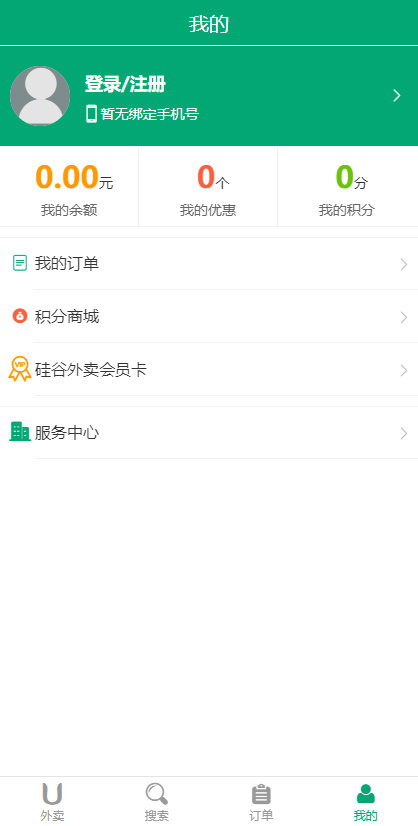 我的
登录/注册
暂无绑定手机号
0.00元
0个
0分
我的余额
我的优惠
我的积分
我的订单
积分商城
VIP
硅谷外卖会员卡
服务中心
外卖
搜索
订单
我的